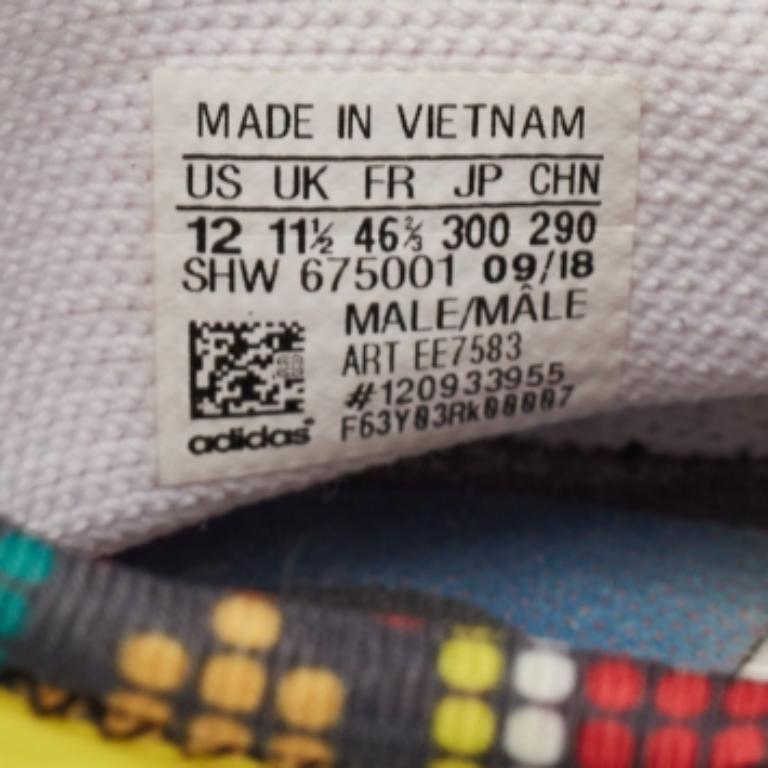 MADE IN VIETNAM
US UK FR JP CHN
12 11½ 46⅔ 300 290
SHW 675001 09/18
MALE/MÂLE
ART EE7583
#120933955
F63Y03Rk00007
adidas